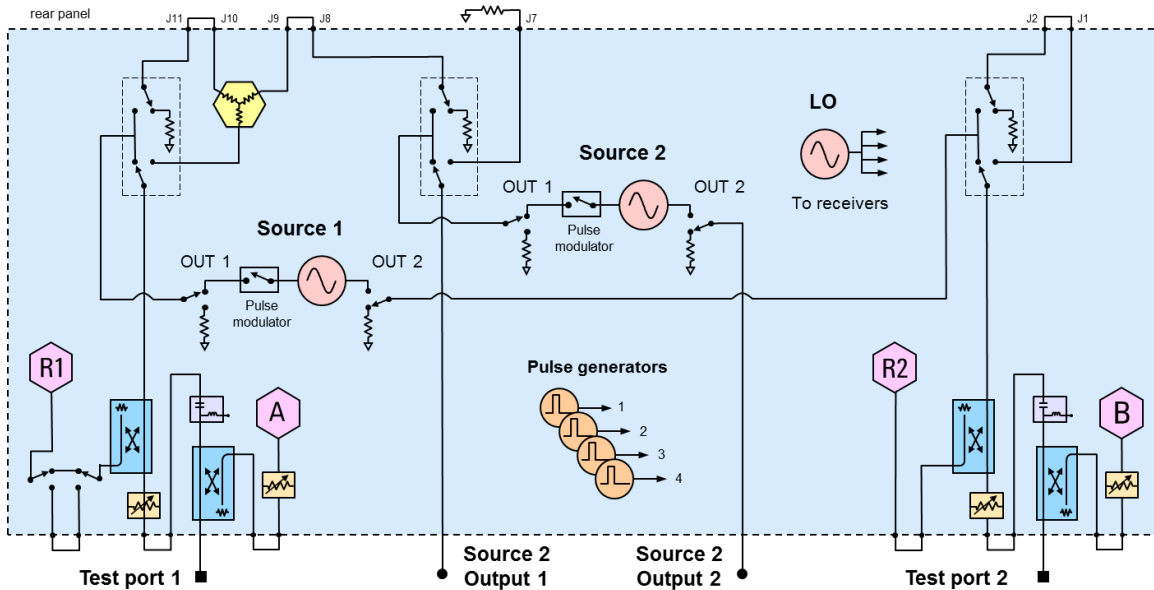 rear panel
J11
J10
J9
J8
J7
J2
J1
LO
To receivers
Source 2
OUT 1
OUT 2
Pulse
modulator
Source 1
OUT 1
OUT 2
Pulse
modulator
R1
A
Pulse generators
1
2
3
4
R2
B
Test port 1
Source 2
Output 1
Source 2
Output 2
Test port 2